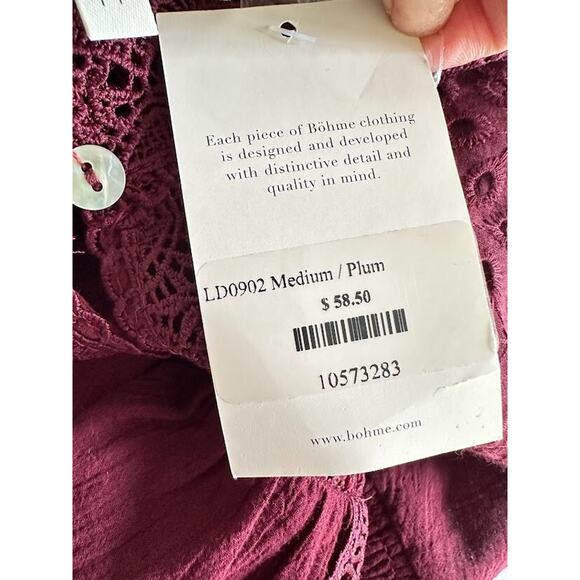 Each piece of Böhme clothing
is designed and developed
with distinctive detail and
quality in mind.
LD0902 Medium / Plum
$ 58.50
10573283
www.bohme.com